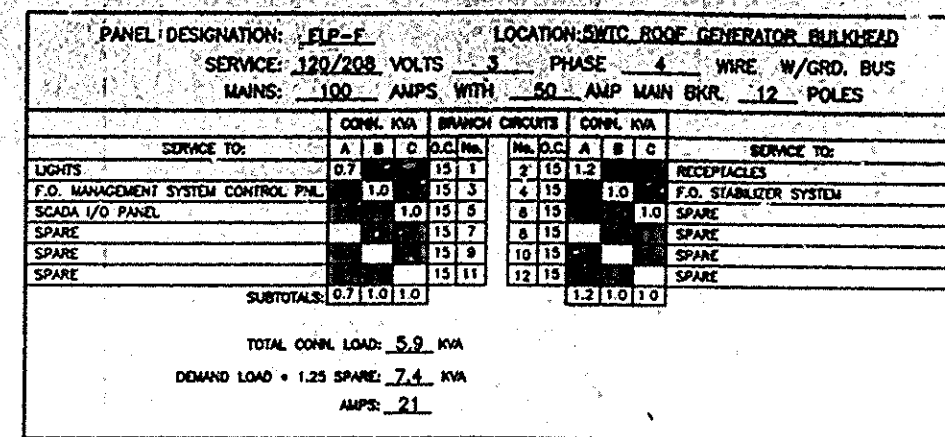 PANEL DESIGNATION: ELP-F LOCATION: 5WTC ROOF GENERATOR BULKHEAD
SERVICE: 120/208 VOLTS 3 PHASE 4 WIRE W/GRD. BUS
MAINS: 100 AMPS WITH 50 AMP MAIN BKR. 12 POLES
CONN. KVA BRANCH CIRCUITS CONN. KVA
SERVICE TO: A B C O.C. No. No. O.C. A B C SERVICE TO:
LIGHTS 0.7 15 1 2 15 1.2 RECEPTACLES
F.O. MANAGEMENT SYSTEM CONTROL PNL. 1.0 15 3 4 15 1.0 F.O. STABILIZER SYSTEM
SCADA I/O PANEL 1.0 15 5 6 15 1.0 SPARE
SPARE 15 7 8 15 SPARE
SPARE 15 9 10 15 SPARE
SPARE 15 11 12 15 SPARE
SUBTOTALS: 0.7 1.0 1.0 1.2 1.0 1.0
TOTAL CONN. LOAD: 5.9 KVA
DEMAND LOAD + 1.25 SPARE: 7.4 KVA
AMPS: 21